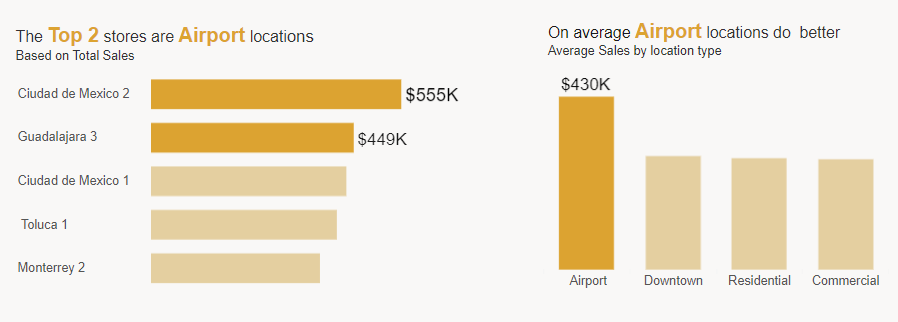 The Top 2 stores are Airport locations
Based on Total Sales
Ciudad de Mexico 2
$555K
Guadalajara 3
$449K
Ciudad de Mexico 1
Toluca 1
Monterrey 2
On average Airport locations do better
Average Sales by location type
$430K
Airport
Downtown
Residential
Commercial